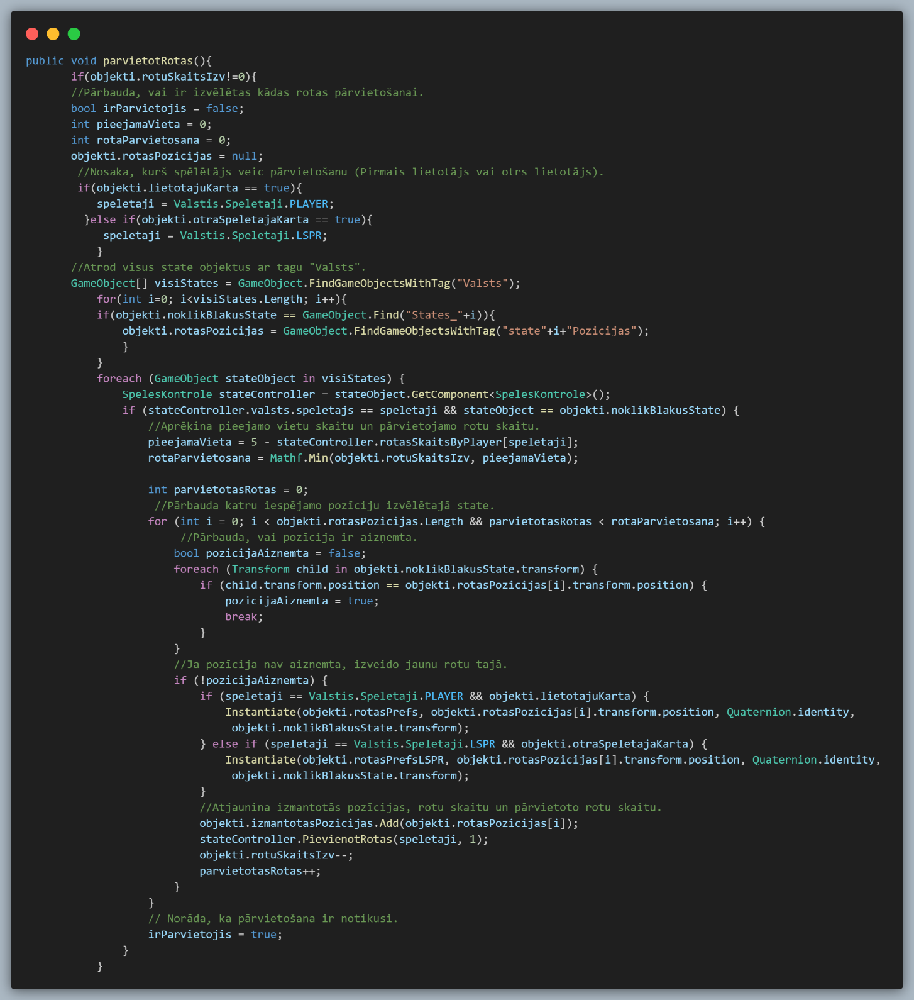 public void parvietotRotas(){
if(objekti.rotuSkaitsIzv!=0){
//Pārbauda, vai ir izvēlētas kādas rotas pārvietošanai.
bool irParvietojis = false;
int pieejamaVieta = 0;
int rotaParvietosana = 0;
objekti.rotasPozicijas = null;
//Nosaka, kurš spēlētājs veic pārvietošanu (Pirmais lietotājs vai otrs lietotājs).
if(objekti.lietotajuKarta == true){
speletaji = Valstis.Speletaji.PLAYER;
}else if(objekti.otraSpeletajaKarta == true){
speletaji = Valstis.Speletaji.LSPR;
}
//Atrod visus state objektus ar tagu "Valsts".
GameObject[] visiStates = GameObject.FindGameObjectsWithTag("Valsts");
for(int i=0; i<visiStates.Length; i++){
if(objekti.noklikBlakusState == GameObject.Find("States_"+i)){
objekti.rotasPozicijas = GameObject.FindGameObjectsWithTag("state"+i+"Pozicijas");
}
}
foreach (GameObject stateObject in visiStates) {
SpelesKontrole stateController = stateObject.GetComponent<SpelesKontrole>();
if (stateController.valsts.speletajs == speletaji && stateObject == objekti.noklikBlakusState) {
//Aprēķina pieejamo vietu skaitu un pārvietojamo rotu skaitu.
pieejamaVieta = 5 - stateController.rotasSkaitsByPlayer[speletaji];
rotaParvietosana = Mathf.Min(objekti.rotuSkaitsIzv, pieejamaVieta);
int parvietotasRotas = 0;
//Pārbauda katru iespējamo pozīciju izvēlētajā state.
for (int i = 0; i < objekti.rotasPozicijas.Length && parvietotasRotas < rotaParvietosana; i++) {
//Pārbauda, vai pozīcija ir aizņemta.
bool pozicijaAiznemta = false;
foreach (Transform child in objekti.noklikBlakusState.transform) {
if (child.transform.position == objekti.rotasPozicijas[i].transform.position) {
pozicijaAiznemta = true;
break;
}
}
//Ja pozīcija nav aizņemta, izveido jaunu rotu tajā.
if (!pozicijaAiznemta) {
if (speletaji == Valstis.Speletaji.PLAYER && objekti.lietotajuKarta) {
Instantiate(objekti.rotasPrefs, objekti.rotasPozicijas[i].transform.position, Quaternion.identity,
objekti.noklikBlakusState.transform);
} else if (speletaji == Valstis.Speletaji.LSPR && objekti.otraSpeletajaKarta) {
Instantiate(objekti.rotasPrefsLSPR, objekti.rotasPozicijas[i].transform.position, Quaternion.identity,
objekti.noklikBlakusState.transform);
}
//Atjaunina izmantotās pozīcijas, rotu skaitu un pārvietoto rotu skaitu.
objekti.izmantotasPozicijas.Add(objekti.rotasPozicijas[i]);
stateController.PievienotRotas(speletaji, 1);
objekti.rotuSkaitsIzv--;
parvietotasRotas++;
}
}
// Norāda, ka pārvietošana ir notikusi.
irParvietojis = true;
}
}